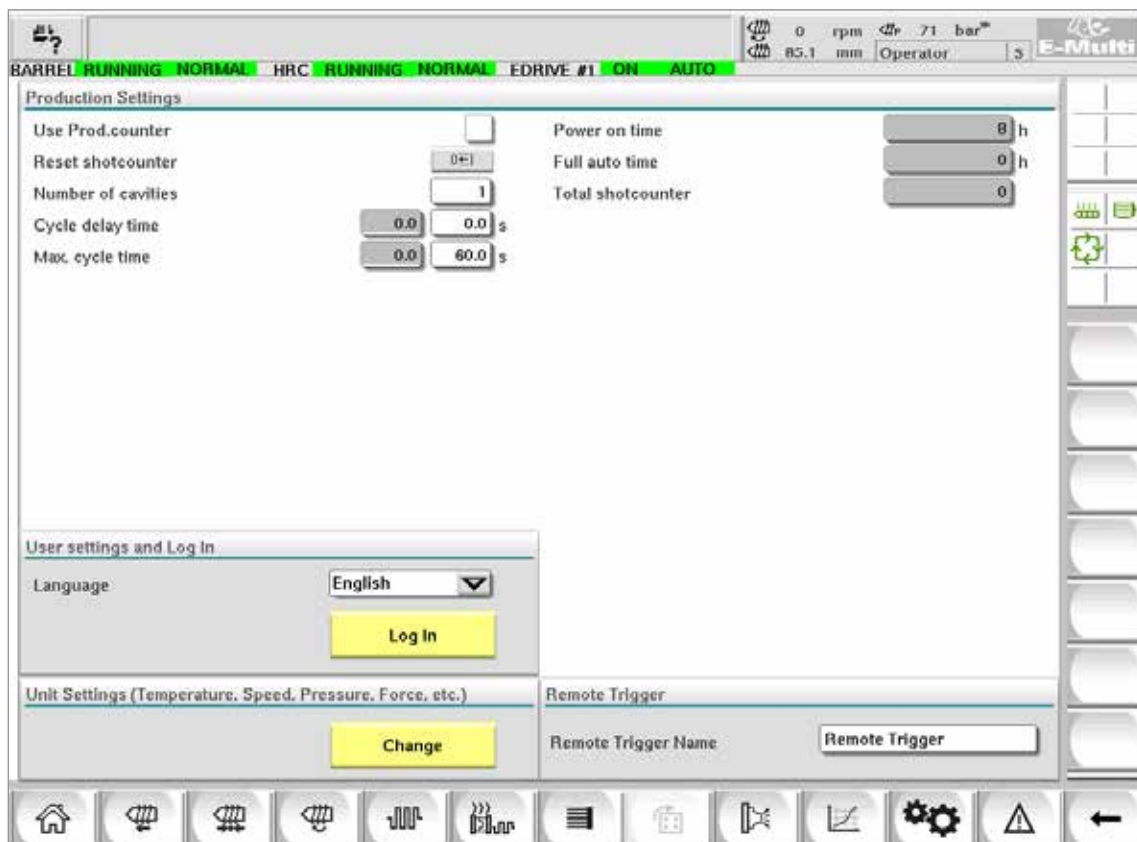 0 rpm 71 bar
85.1 mm Operator 3
E-Multi
BARREL RUNNING NORMAL HRC RUNNING NORMAL EDRIVE #1 ON AUTO
Production Settings
Use Prod.counter
Power on time 8 h
Reset shotcounter
Full auto time 0 h
Number of cavities 1
Total shotcounter 0
Cycle delay time 0.0 0.0 s
Max. cycle time 0.0 60.0 s
User settings and Log In
Language English
Log In
Unit Settings (Temperature, Speed, Pressure, Force, etc.)
Remote Trigger
Change
Remote Trigger Name Remote Trigger